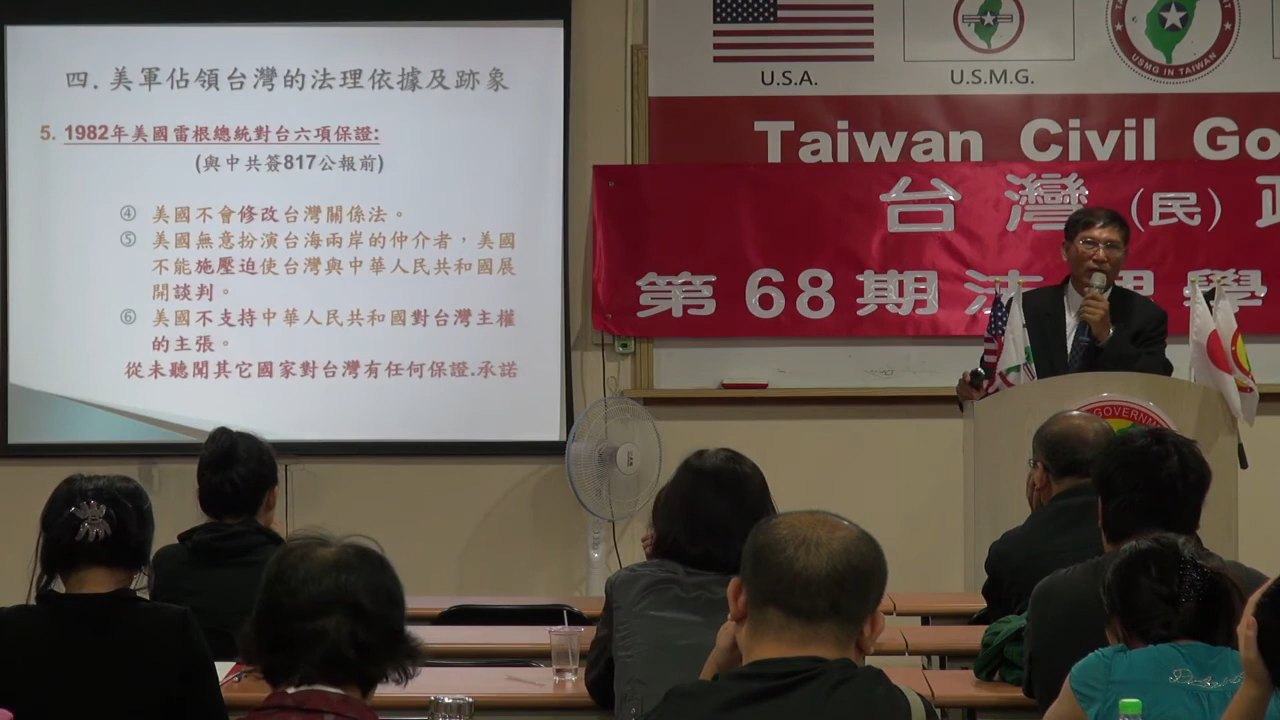 四. 美軍佔領台灣的法理依據及跡象
5. 1982年美國雷根總統對台六項保證:
(與中共簽817公報前)
④ 美國不會修改台灣關係法。
⑤ 美國無意扮演台海兩岸的仲介者，美國
不能施壓迫使台灣與中華人民共和國展
開談判。
⑥ 美國不支持中華人民共和國對台灣主權
的主張。
從未聽聞其它國家對台灣有任何保證.承諾
U.S.A.
U.S.M.G.
USMG IN TAIWAN
Taiwan Civil Go
台灣(民)政
第68期法理學
GOVERNM